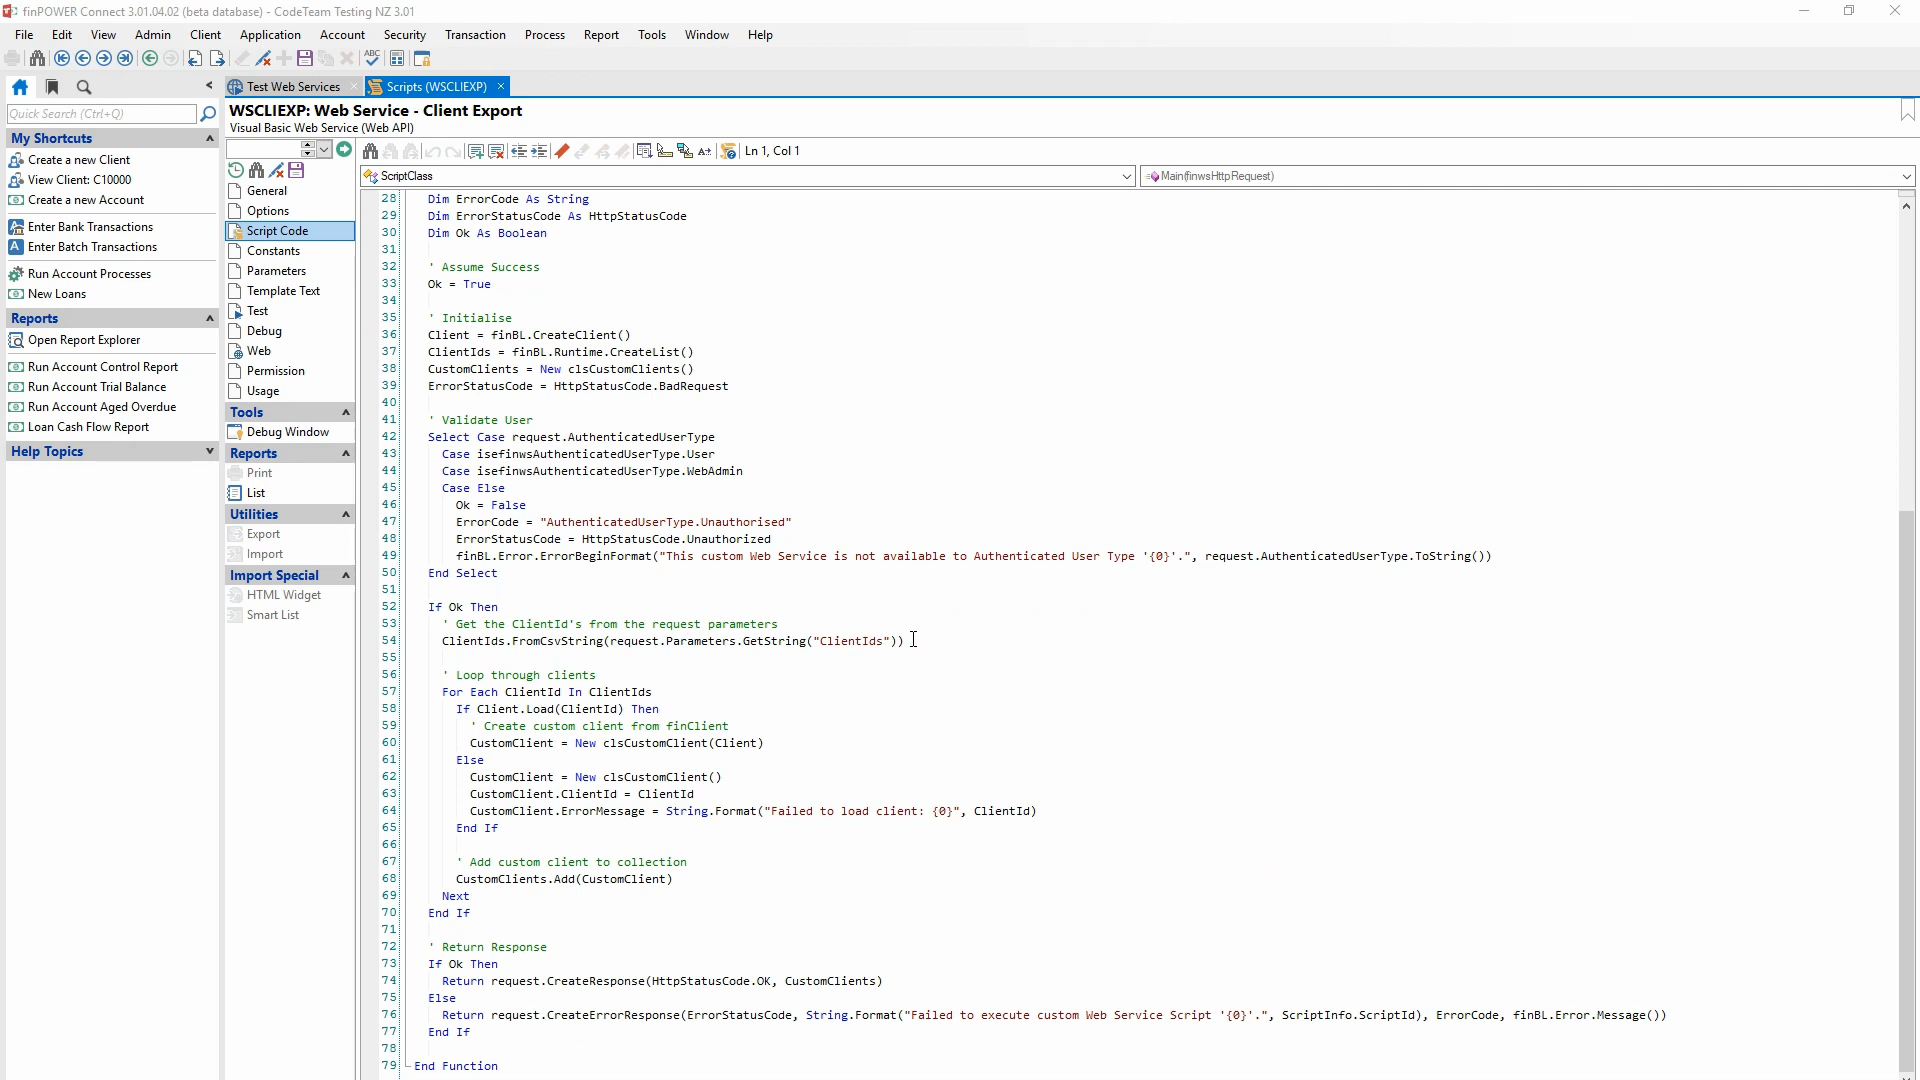 finPOWER Connect 3.01.04.02 (beta database) - CodeTeam Testing NZ 3.01
File Edit View Admin Client Application Account Security Transaction Process Report Tools Window Help
Test Web Services
Scripts (WSCLIEXP)
Quick Search (Ctrl+Q)
My Shortcuts
Create a new Client
View Client: C10000
Create a new Account
Enter Bank Transactions
Enter Batch Transactions
Run Account Processes
New Loans
Reports
Open Report Explorer
Run Account Control Report
Run Account Trial Balance
Run Account Aged Overdue
Loan Cash Flow Report
Help Topics
WSCLIEXP: Web Service - Client Export
Visual Basic Web Service (Web API)
General
Options
Script Code
Constants
Parameters
Template Text
Test
Debug
Web
Permission
Usage
Tools
Debug Window
Reports
Print
List
Utilities
Export
Import
Import Special
HTML Widget
Smart List
Ln 1, Col 1
ScriptClass
Main(finwsHttpRequest)
28 Dim ErrorCode As String
29 Dim ErrorStatusCode As HttpStatusCode
30 Dim Ok As Boolean
31
32 ' Assume Success
33 Ok = True
34
35 ' Initialise
36 Client = finBL.CreateClient()
37 ClientIds = finBL.Runtime.CreateList()
38 CustomClients = New clsCustomClients()
39 ErrorStatusCode = HttpStatusCode.BadRequest
40
41 ' Validate User
42 Select Case request.AuthenticatedUserType
43 Case isefinwsAuthenticatedUserType.User
44 Case isefinwsAuthenticatedUserType.WebAdmin
45 Case Else
46 Ok = False
47 ErrorCode = "AuthenticatedUserType.Unauthorised"
48 ErrorStatusCode = HttpStatusCode.Unauthorized
49 finBL.Error.ErrorBeginFormat("This custom Web Service is not available to Authenticated User Type '{0}'.", request.AuthenticatedUserType.ToString())
50 End Select
51
52 If Ok Then
53 ' Get the ClientId's from the request parameters
54 ClientIds.FromCsvString(request.Parameters.GetString("ClientIds"))
55
56 ' Loop through clients
57 For Each ClientId In ClientIds
58 If Client.Load(ClientId) Then
59 ' Create custom client from finClient
60 CustomClient = New clsCustomClient(Client)
61 Else
62 CustomClient = New clsCustomClient()
63 CustomClient.ClientId = ClientId
64 CustomClient.ErrorMessage = String.Format("Failed to load client: {0}", ClientId)
65 End If
66
67 ' Add custom client to collection
68 CustomClients.Add(CustomClient)
69 Next
70 End If
71
72 ' Return Response
73 If Ok Then
74 Return request.CreateResponse(HttpStatusCode.OK, CustomClients)
75 Else
76 Return request.CreateErrorResponse(ErrorStatusCode, String.Format("Failed to execute custom Web Service Script '{0}'.", ScriptInfo.ScriptId), ErrorCode, finBL.Error.Message())
77 End If
78
79 End Function